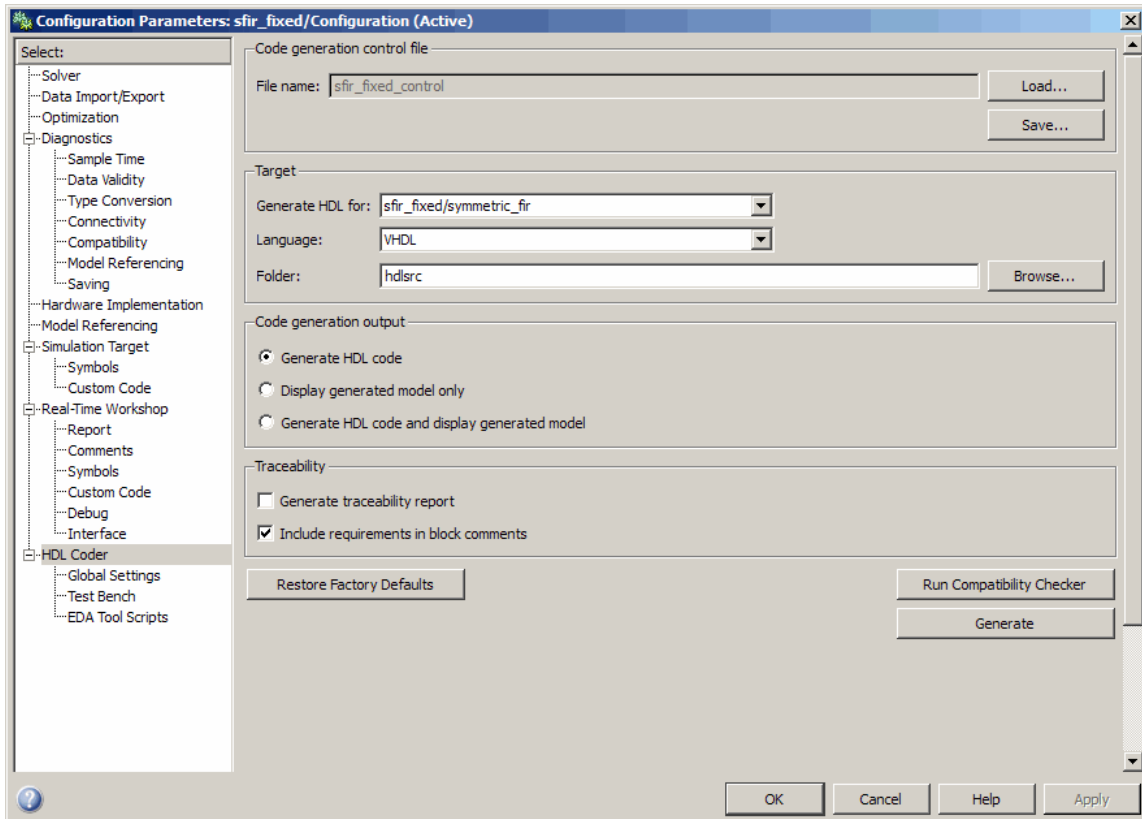 Configuration Parameters: sfir_fixed/Configuration (Active)
Select:
Solver
Data Import/Export
Optimization
Diagnostics
Sample Time
Data Validity
Type Conversion
Connectivity
Compatibility
Model Referencing
Saving
Hardware Implementation
Model Referencing
Simulation Target
Symbols
Custom Code
Real-Time Workshop
Report
Comments
Symbols
Custom Code
Debug
Interface
HDL Coder
Global Settings
Test Bench
EDA Tool Scripts
Code generation control file
File name: sfir_fixed_control
Load...
Save...
Target
Generate HDL for: sfir_fixed/symmetric_fir
Language: VHDL
Folder: hdlsrc
Browse...
Code generation output
Generate HDL code
Display generated model only
Generate HDL code and display generated model
Traceability
Generate traceability report
Include requirements in block comments
Restore Factory Defaults
Run Compatibility Checker
Generate
OK
Cancel
Help
Apply